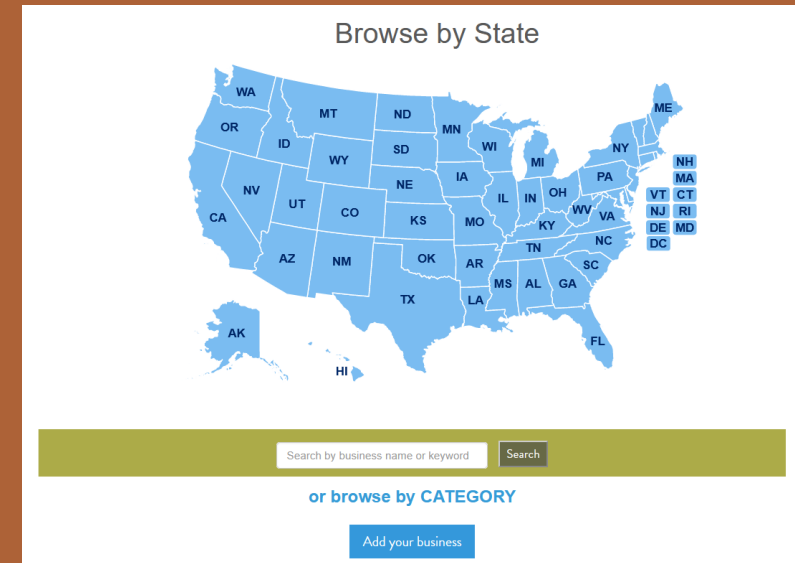 Browse by State
WA
OR
ID
MT
ND
MN
WI
MI
NY
ME
WY
SD
NE
IA
IL
IN
OH
PA
NH
MA
VT CT
NJ RI
DE MD
DC
NV
UT
CO
KS
MO
KY
WV
VA
CA
AZ
NM
OK
AR
TN
NC
SC
TX
LA
MS
AL
GA
FL
AK
HI
Search by business name or keyword
Search
or browse by CATEGORY
Add your business